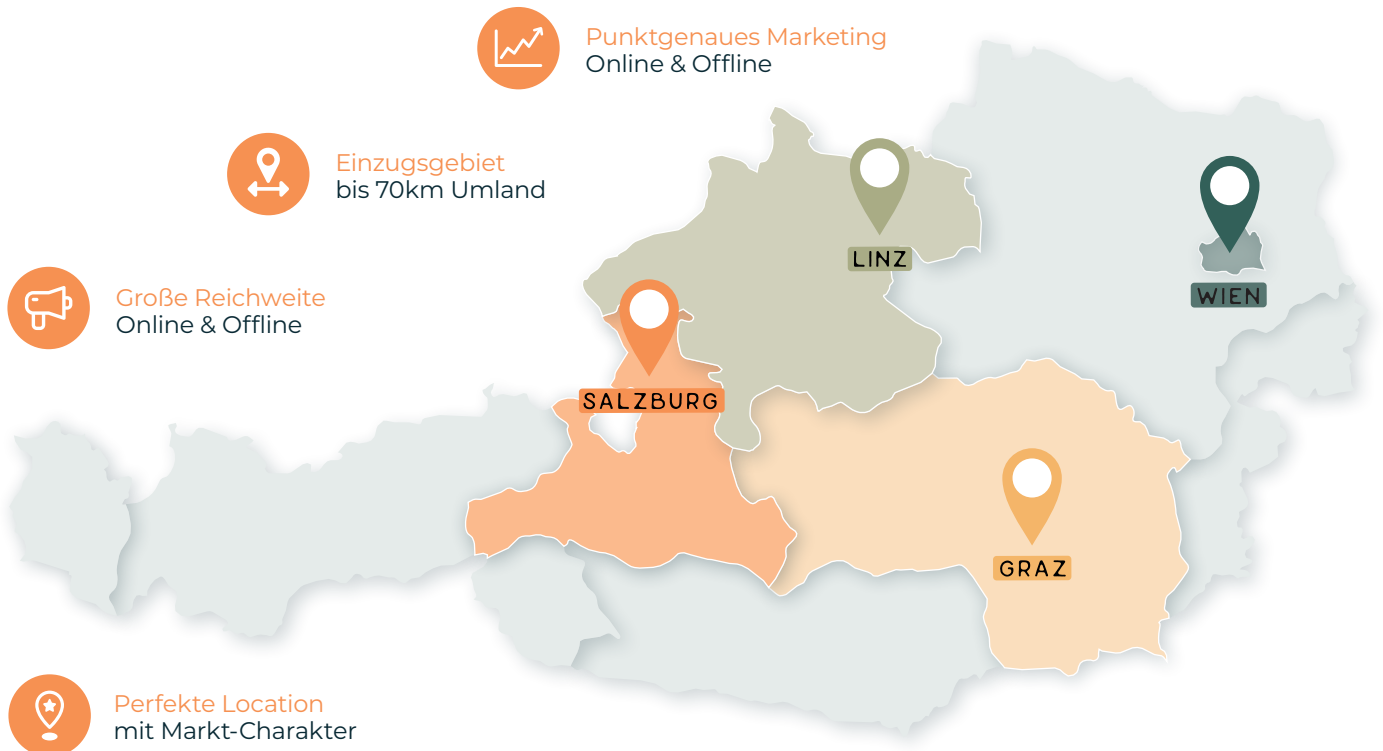 Punktgenaues Marketing
Online & Offline
Einzugsgebiet
bis 70km Umland
Große Reichweite
Online & Offline
LINZ
WIEN
SALZBURG
GRAZ
Perfekte Location
mit Markt-Charakter